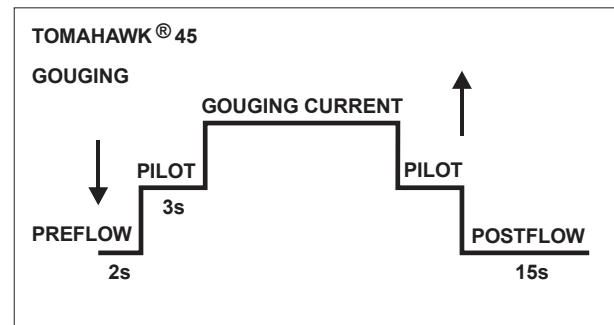 TOMAHAWK® 45
GOUGING
GOUGING CURRENT
PILOT
PILOT
3s
PREFLOW
POSTFLOW
2s
15s